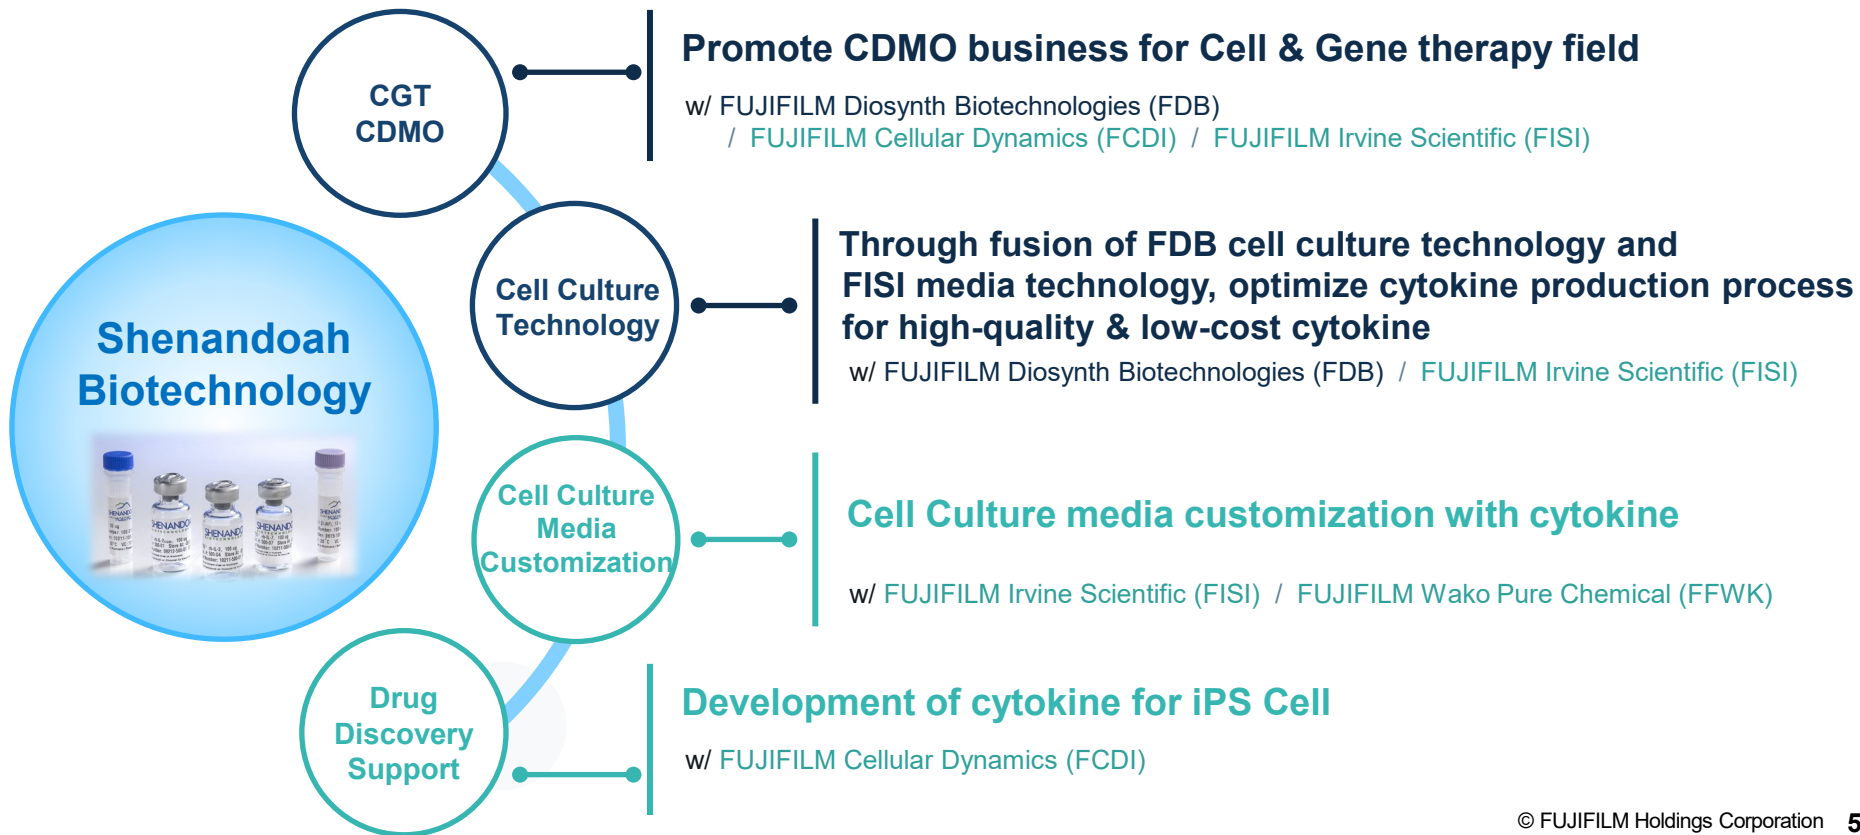 CGT
CDMO
Promote CDMO business for Cell & Gene therapy field
w/ FUJIFILM Diosynth Biotechnologies (FDB)
/ FUJIFILM Cellular Dynamics (FCDI) / FUJIFILM Irvine Scientific (FISI)
Shenandoah
Biotechnology
Cell Culture
Technology
Through fusion of FDB cell culture technology and
FISI media technology, optimize cytokine production process
for high-quality & low-cost cytokine
w/ FUJIFILM Diosynth Biotechnologies (FDB) / FUJIFILM Irvine Scientific (FISI)
Cell Culture
Media
Customization
Cell Culture media customization with cytokine
w/ FUJIFILM Irvine Scientific (FISI) / FUJIFILM Wako Pure Chemical (FFWK)
Drug
Discovery
Support
Development of cytokine for iPS Cell
w/ FUJIFILM Cellular Dynamics (FCDI)
© FUJIFILM Holdings Corporation 5